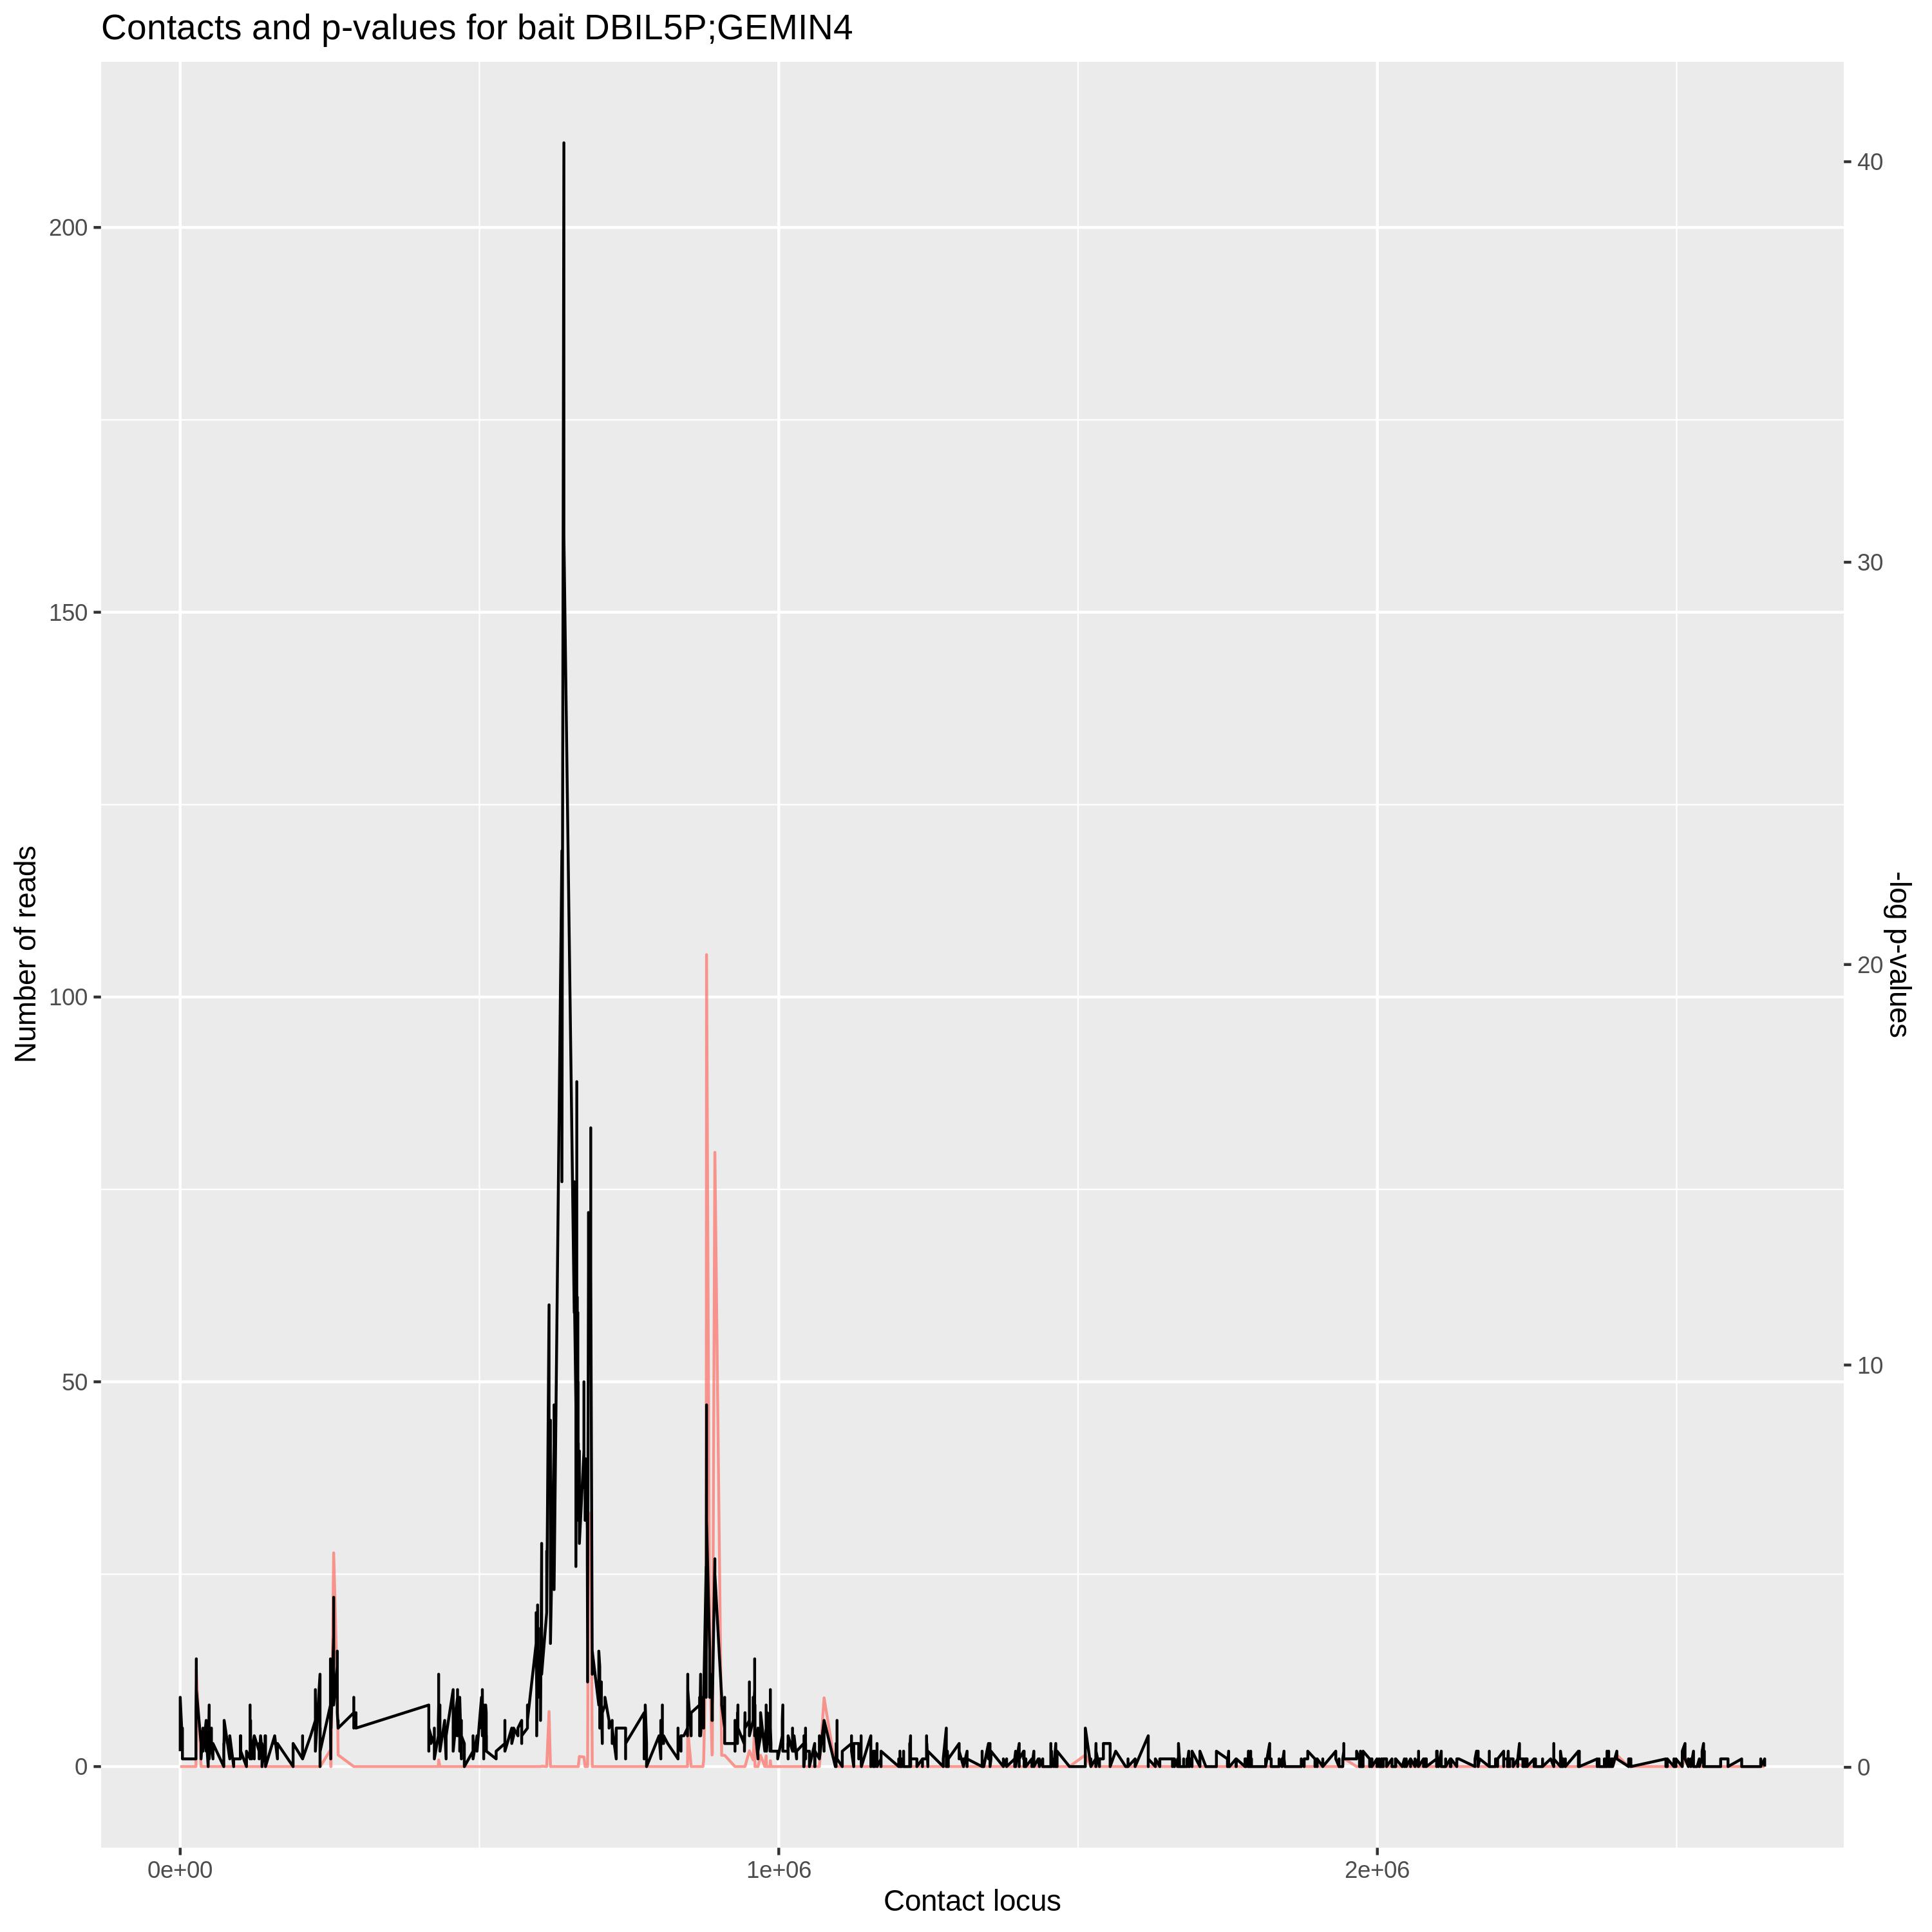 Contacts and p-values for bait DBIL5P;GEMIN4
200
150
100
50
0
Number of reads
40
30
20
10
0
-log p-values
0e+00
1e+06
2e+06
Contact locus